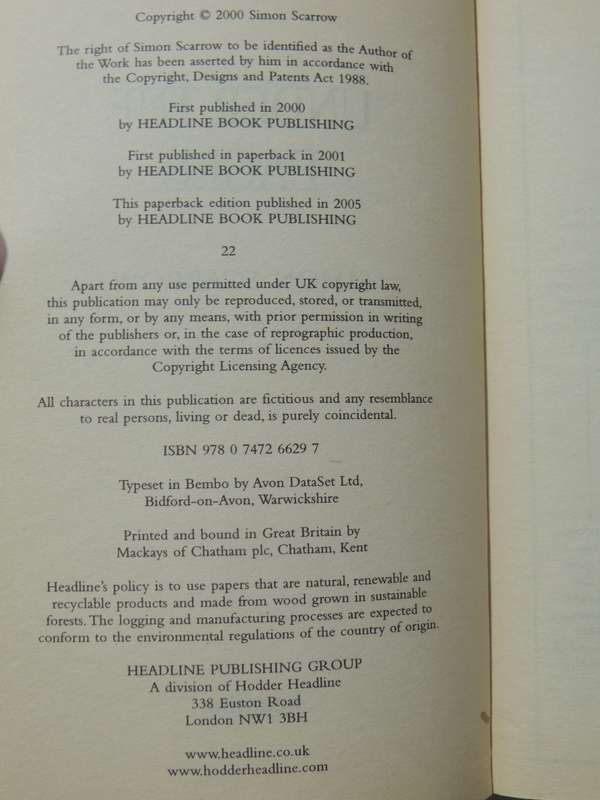 Copyright © 2000 Simon Scarrow
The right of Simon Scarrow to be identified as the Author of
the Work has been asserted by him in accordance with
the Copyright, Designs and Patents Act 1988.
First published in 2000
by HEADLINE BOOK PUBLISHING
First published in paperback in 2001
by HEADLINE BOOK PUBLISHING
This paperback edition published in 2005
by HEADLINE BOOK PUBLISHING
22
Apart from any use permitted under UK copyright law,
this publication may only be reproduced, stored, or transmitted,
in any form, or by any means, with prior permission in writing
of the publishers or, in the case of reprographic production,
in accordance with the terms of licences issued by the
Copyright Licensing Agency.
All characters in this publication are fictitious and any resemblance
to real persons, living or dead, is purely coincidental.
ISBN 978 0 7472 6629 7
Typeset in Bembo by Avon DataSet Ltd,
Bidford-on-Avon, Warwickshire
Printed and bound in Great Britain by
Mackays of Chatham plc, Chatham, Kent
Headline's policy is to use papers that are natural, renewable and
recyclable products and made from wood grown in sustainable
forests. The logging and manufacturing processes are expected to
conform to the environmental regulations of the country of origin.
HEADLINE PUBLISHING GROUP
A division of Hodder Headline
338 Euston Road
London NW1 3BH
www.headline.co.uk
www.hodderheadline.com